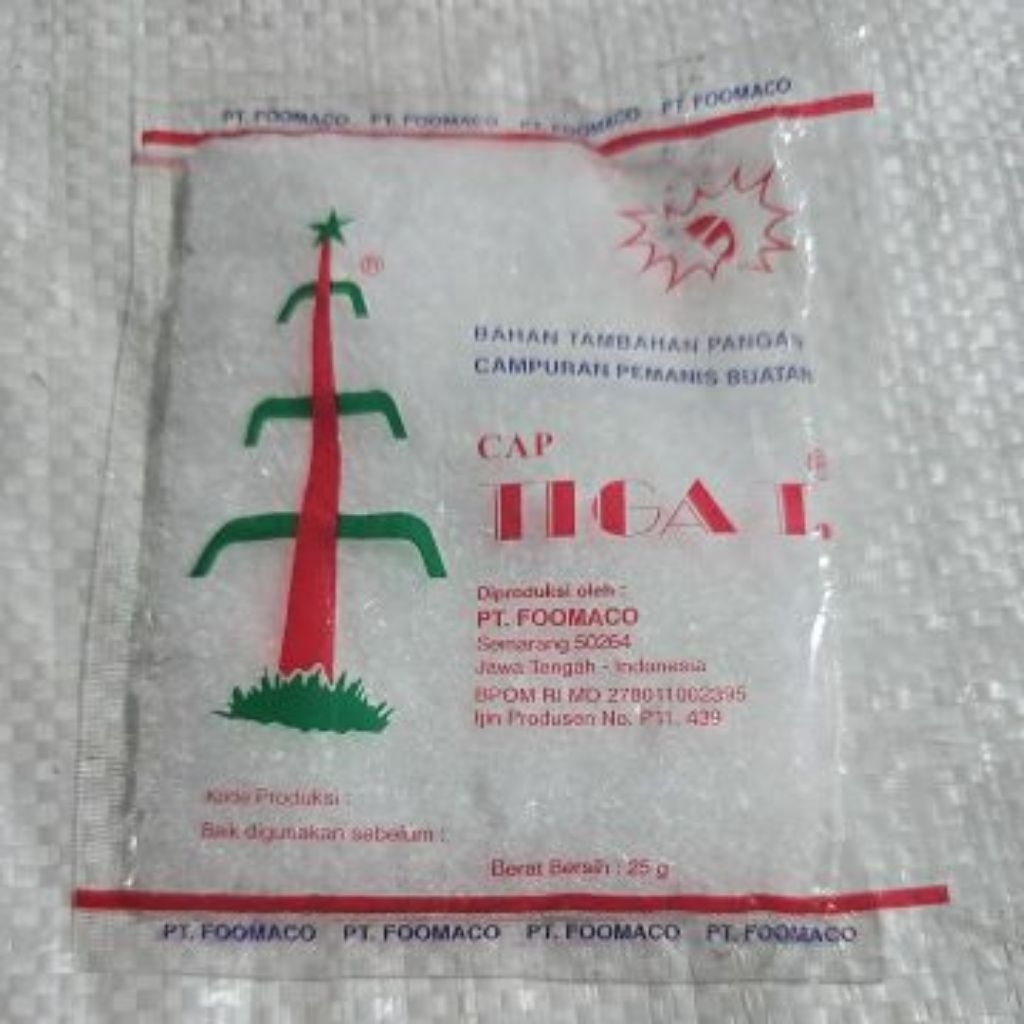 PT. FOOMACO PT. FOOMACO PT. FOOMACO PT. FOOMACO
®
BAHAN TAMBAHAN PANGAN
CAMPURAN PEMANIS BUATAN
CAP
®
TIGA T.
Diproduksi oleh :
PT. FOOMACO
Semarang 50264
Jawa Tengah - Indonesia
BPOM RI MD 278011002395
Ijin Produsen No. P11. 439
Kode Produksi :
Baik digunakan sebelum :
Berat Bersih : 25 g
PT. FOOMACO PT. FOOMACO PT. FOOMACO PT. FOOMACO